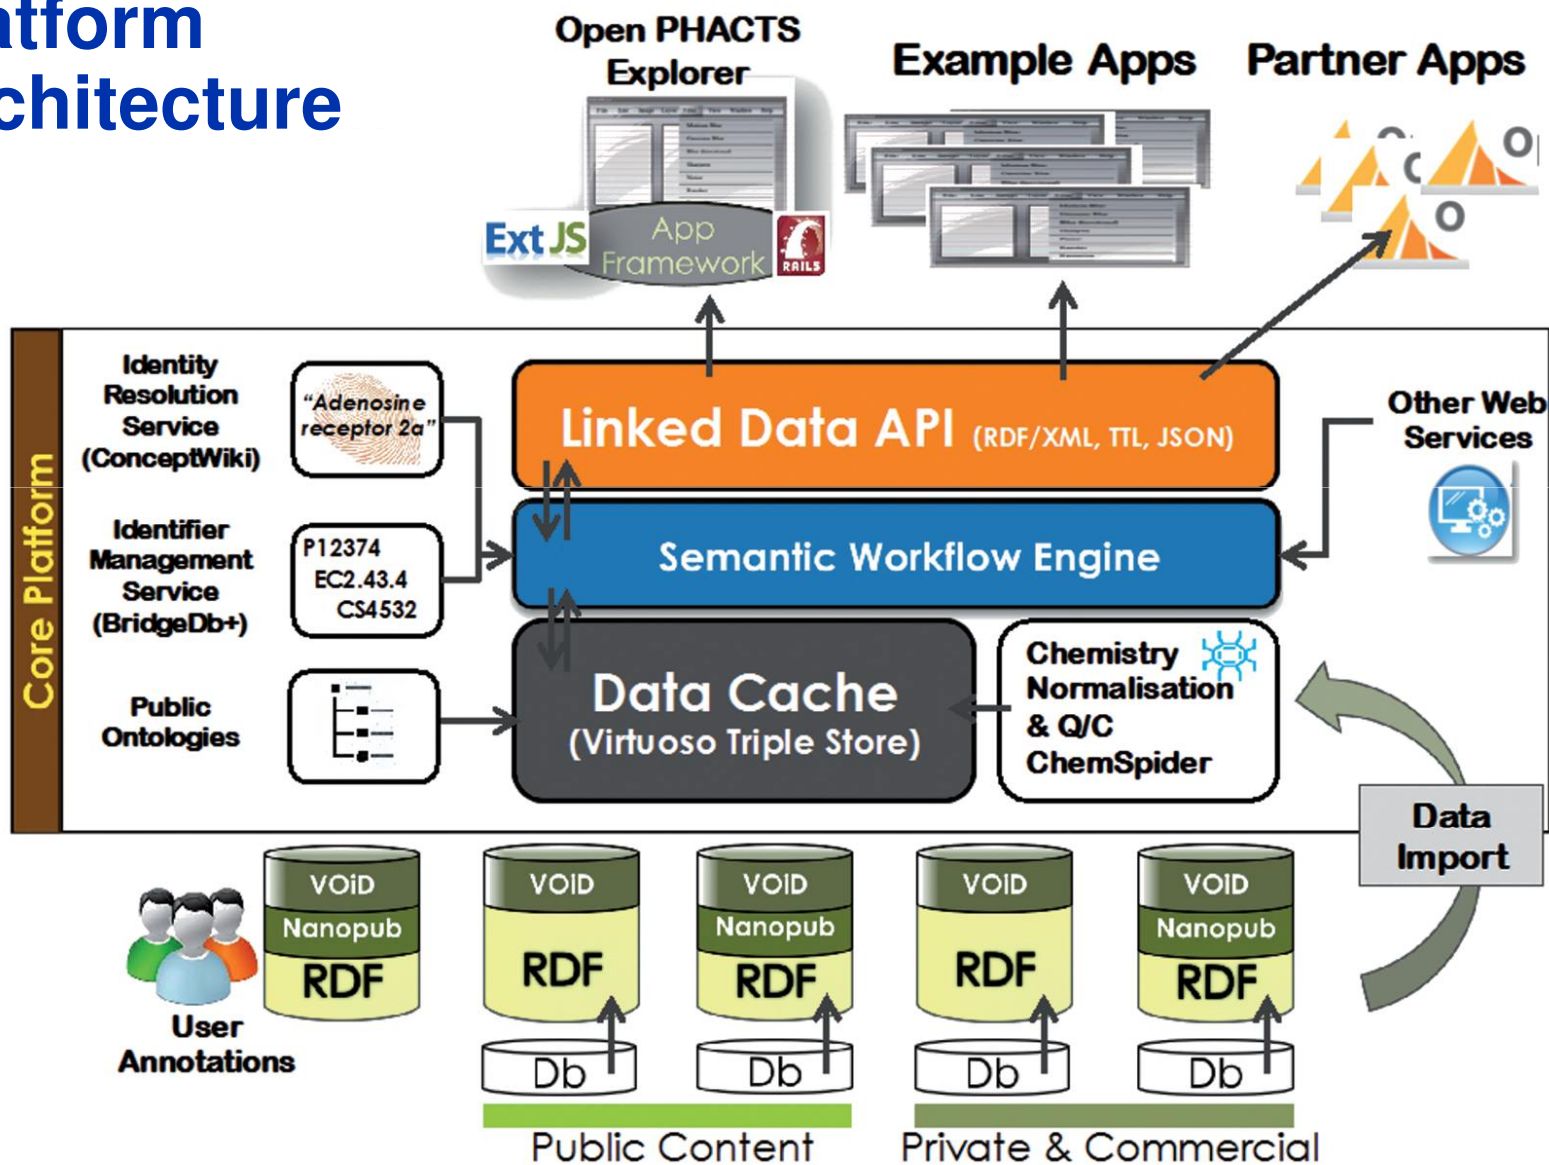 atform
chitecture
Open PHACTS
Explorer
Example Apps
Partner Apps
Ext JS
App
Framework
RAILS
Core Platform
Identity
Resolution
Service
(ConceptWiki)
"Adenosine
receptor 2a"
Linked Data API (RDF/XML, TTL, JSON)
Other Web
Services
Identifier
Management
Service
(BridgeDb+)
P12374
EC2.43.4
CS4532
Semantic Workflow Engine
Public
Ontologies
Data Cache
(Virtuoso Triple Store)
Chemistry
Normalisation
& Q/C
ChemSpider
Data
Import
VOiD
Nanopub
RDF
VOID
RDF
VOID
Nanopub
RDF
VOID
RDF
VOID
Nanopub
RDF
User
Annotations
Db
Db
Db
Db
Public Content
Private & Commercial